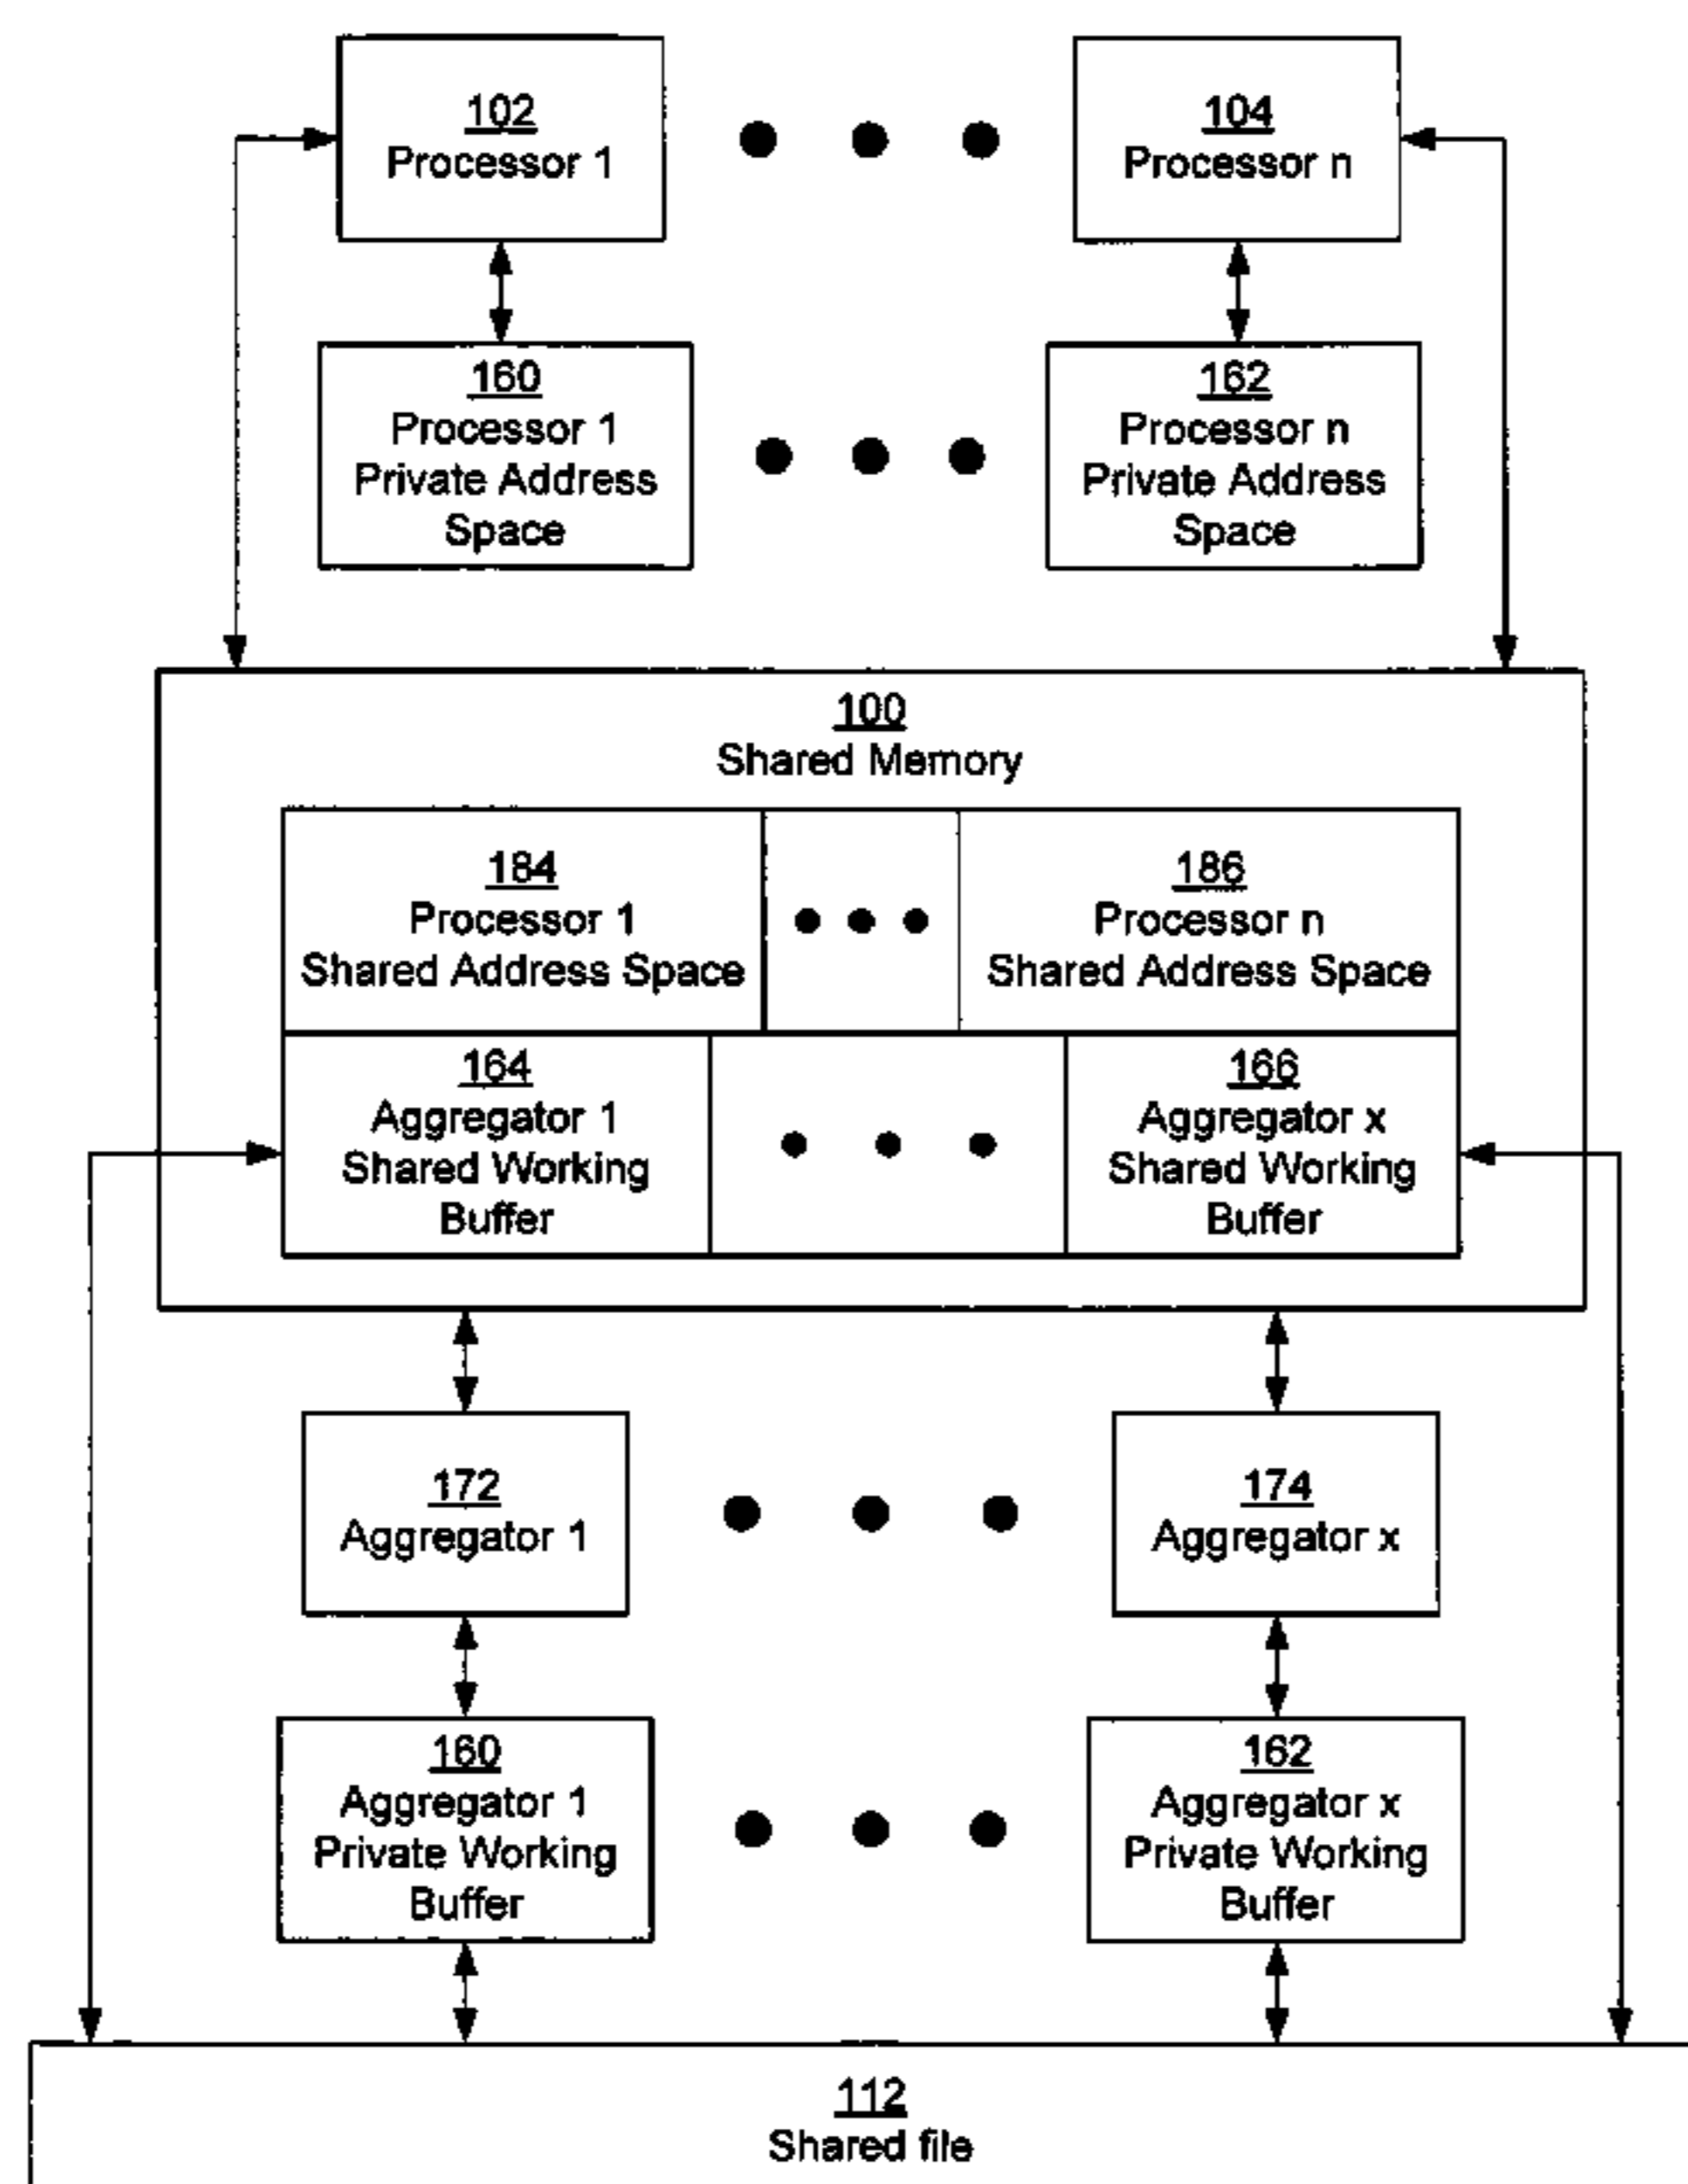 102
Processor 1
104
Processor n
160
Processor 1
Private Address
Space
162
Processor n
Private Address
Space
100
Shared Memory
184
Processor 1
Shared Address Space
186
Processor n
Shared Address Space
164
Aggregator 1
Shared Working
Buffer
166
Aggregator x
Shared Working
Buffer
172
Aggregator 1
174
Aggregator x
160
Aggregator 1
Private Working
Buffer
162
Aggregator x
Private Working
Buffer
112
Shared file